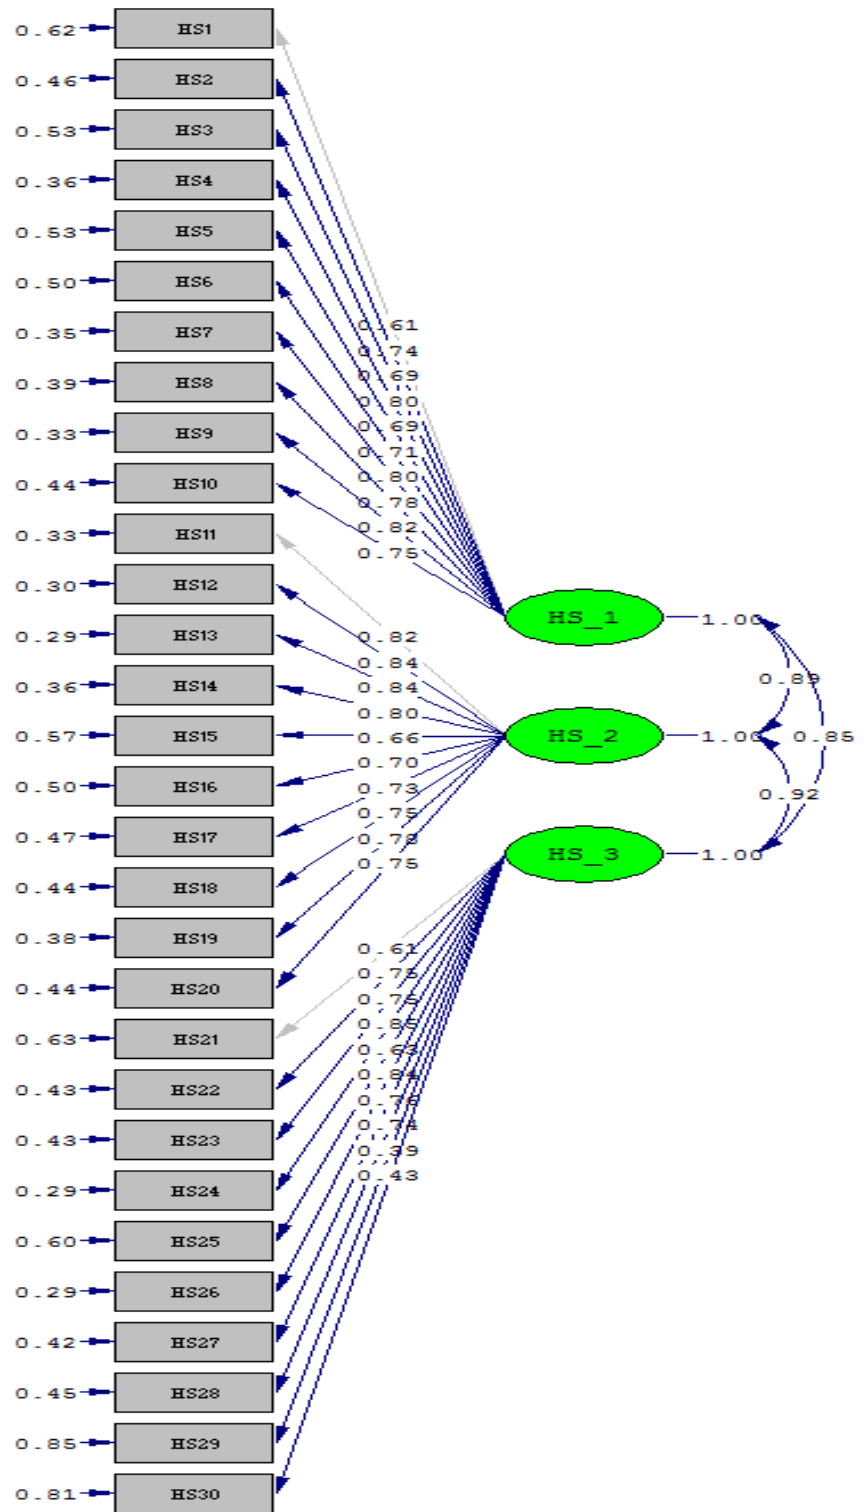 0.62 HS1
0.46 HS2
0.53 HS3
0.36 HS4
0.53 HS5
0.50 HS6
0.61
0.35 HS7
0.74
0.69
0.39 HS8
0.80
0.69
0.33 HS9
0.71
0.80
0.44 HS10
0.78
0.82
0.33 HS11
0.75
0.30 HS12
HS_1 1.00
0.29 HS13
0.82
0.84
0.89
0.36 HS14
0.84
0.80
0.57 HS15
0.66
HS_2 1.00 0.85
0.70
0.50 HS16
0.73
0.92
0.75
0.47 HS17
0.78
HS_3 1.00
0.75
0.44 HS18
0.38 HS19
0.61
0.75
0.44 HS20
0.75
0.85
0.63 HS21
0.63
0.84
0.43 HS22
0.76
0.74
0.43 HS23
0.39
0.43
0.29 HS24
0.60 HS25
0.29 HS26
0.42 HS27
0.45 HS28
0.85 HS29
0.81 HS30